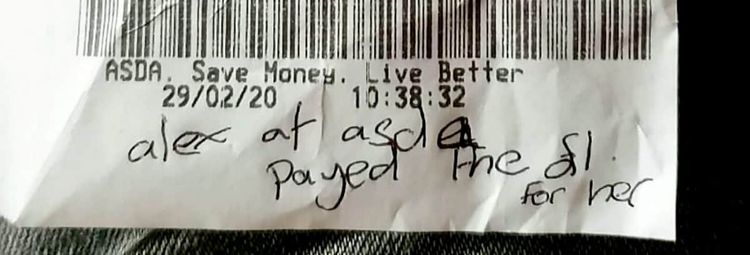 ASDA. Save Money. Live Better
29/02/20 10:38:32
alex at asda
payed the £1.
for her